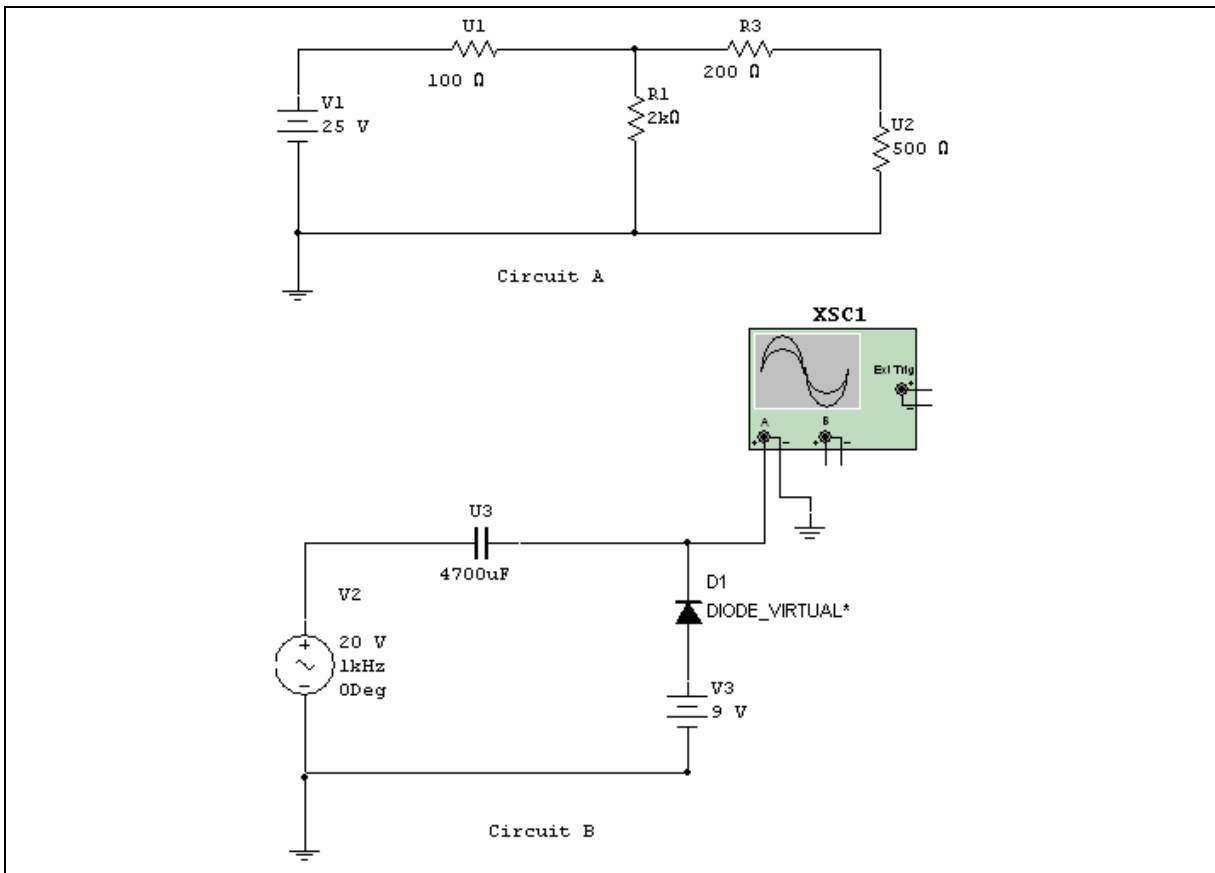 U1
100 Ω
R3
200 Ω
V1
25 V
R1
2kΩ
U2
500 Ω
Circuit A
XSC1
Ext Trig
+
-
A
B
+ -
+ -
U3
4700uF
V2
+
20 V
1kHz
0Deg
-
D1
DIODE_VIRTUAL*
V3
9 V
Circuit B